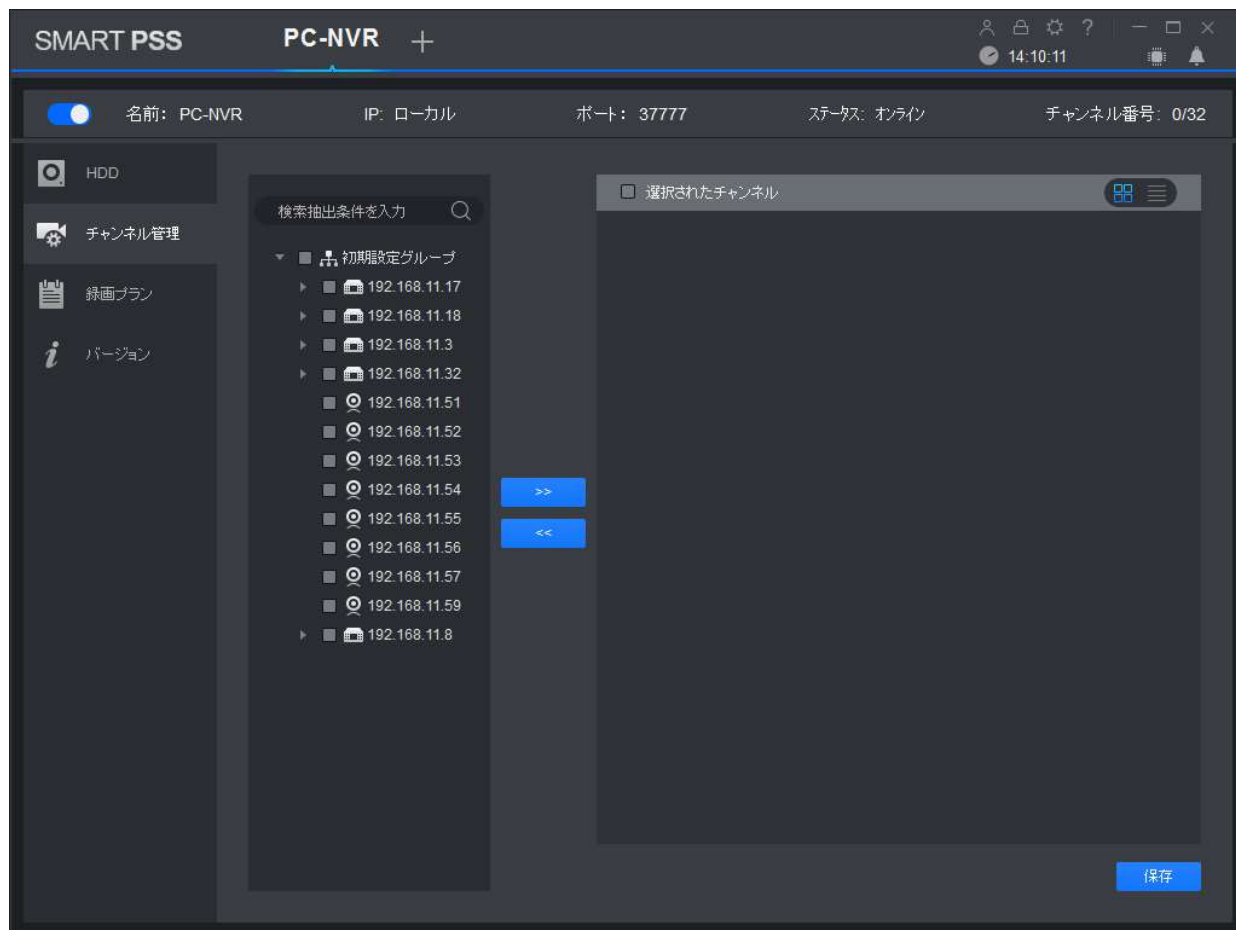 SMART PSS
PC-NVR +
?
14:10:11
名前: PC-NVR
IP: ローカル
ポート: 37777
ステータス: オンライン
チャンネル番号: 0/32
HDD
チャンネル管理
録画プラン
バージョン
検索抽出条件を入力
初期設定グループ
192.168.11.17
192.168.11.18
192.168.11.3
192.168.11.32
192.168.11.51
192.168.11.52
192.168.11.53
192.168.11.54
192.168.11.55
192.168.11.56
192.168.11.57
192.168.11.59
192.168.11.8
>>
<<
選択されたチャンネル
保存